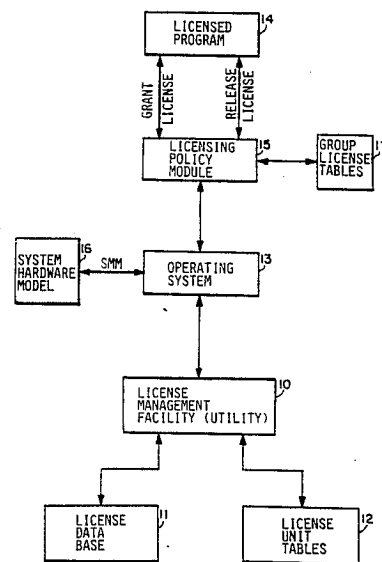 14
LICENSED
PROGRAM
GRANT
LICENSE
RELEASE
LICENSE
15
LICENSING
POLICY
MODULE
GROUP
LICENSE
TABLES
16
SYSTEM
HARDWARE
MODEL
SMM
13
OPERATING
SYSTEM
10
LICENSE
MANAGEMENT
FACILITY (UTILITY)
11
LICENSE
DATA
BASE
12
LICENSE
UNIT
TABLES